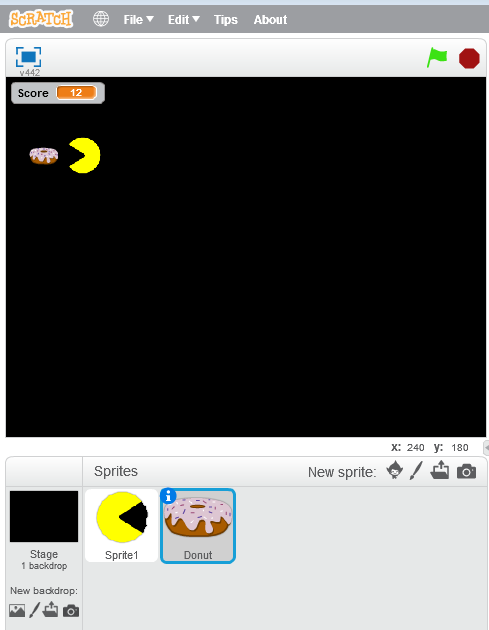 SCRATCH File Edit Tips About
v442
Score 12
x: 240 y: 180
Sprites New sprite:
Stage
1 backdrop
New backdrop:
i
Sprite1 Donut